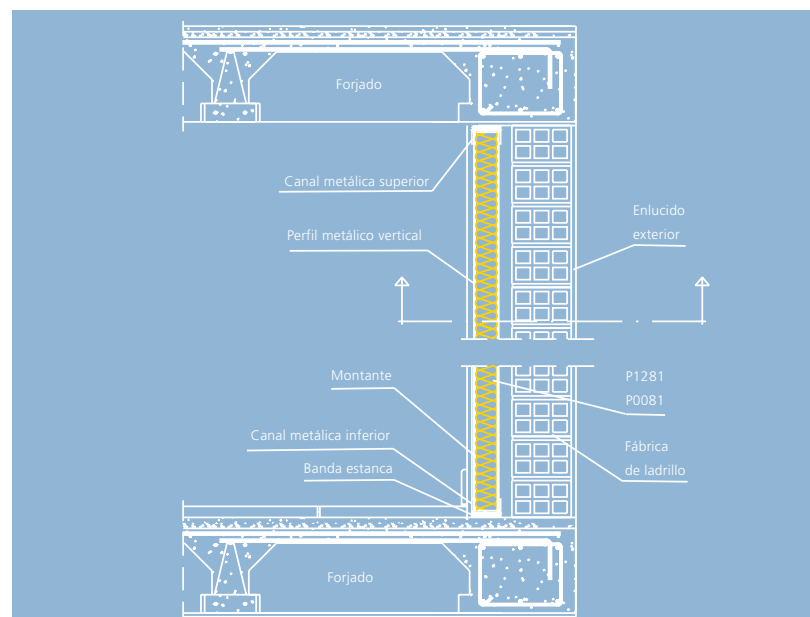 Forjado
Canal metálica superior
Perfil metálico vertical
Enlucido
exterior
Montante
P1281
P0081
Canal metálica inferior
Fábrica
de ladrillo
Banda estanca
Forjado